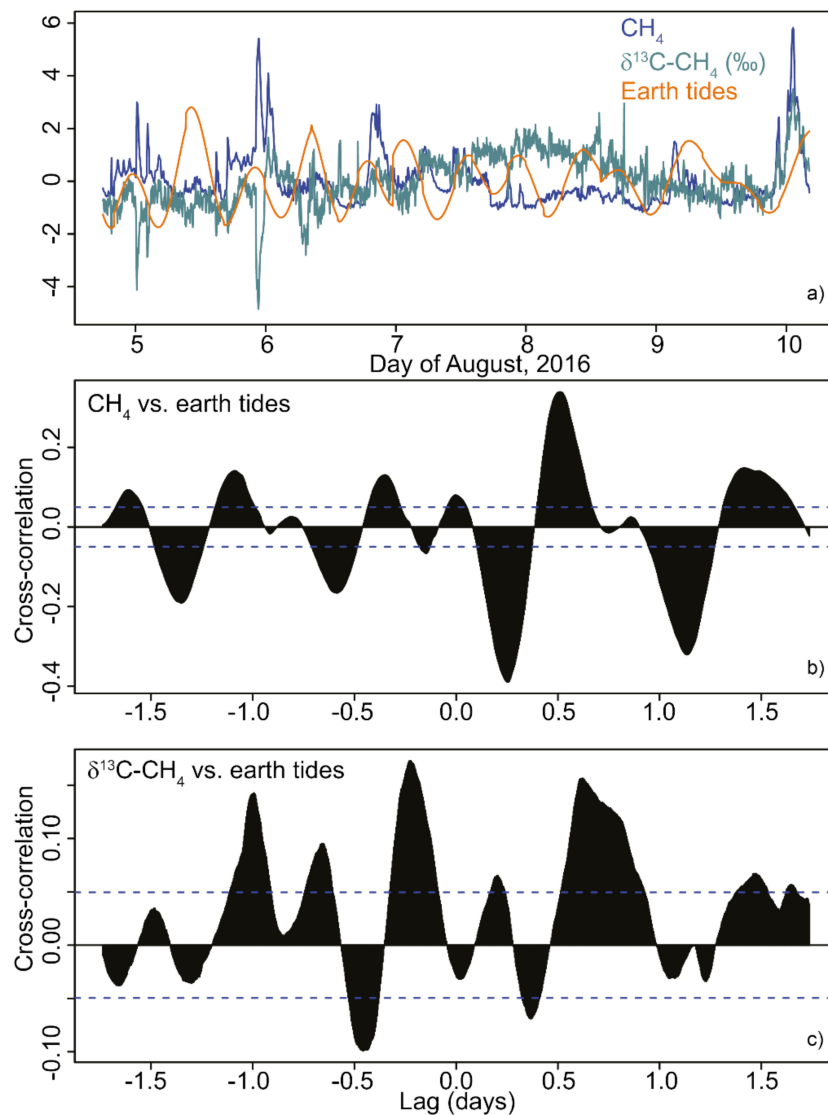 CH₄
δ¹³C-CH₄ (‰)
Earth tides
6
4
2
0
-2
-4
a)
5
6
7
8
9
10
Day of August, 2016
CH₄ vs. earth tides
Cross-correlation
0.2
0.0
-0.2
-0.4
b)
-1.5
-1.0
-0.5
0.0
0.5
1.0
1.5
δ¹³C-CH₄ vs. earth tides
Cross-correlation
0.10
0.00
-0.10
c)
-1.5
-1.0
-0.5
0.0
0.5
1.0
1.5
Lag (days)